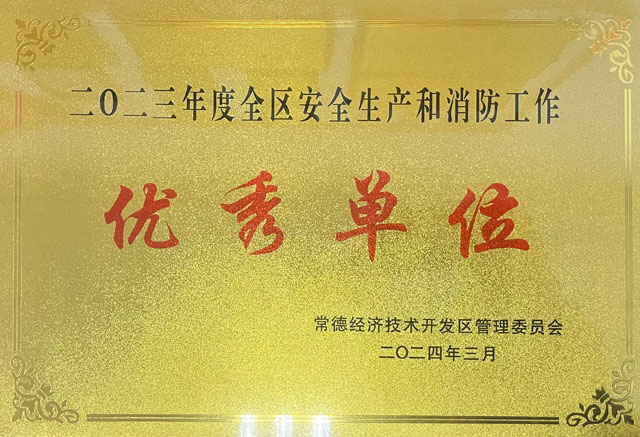 二〇二三年度全区安全生产和消防工作
优秀单位
常德经济技术开发区管理委员会
二〇二四年三月